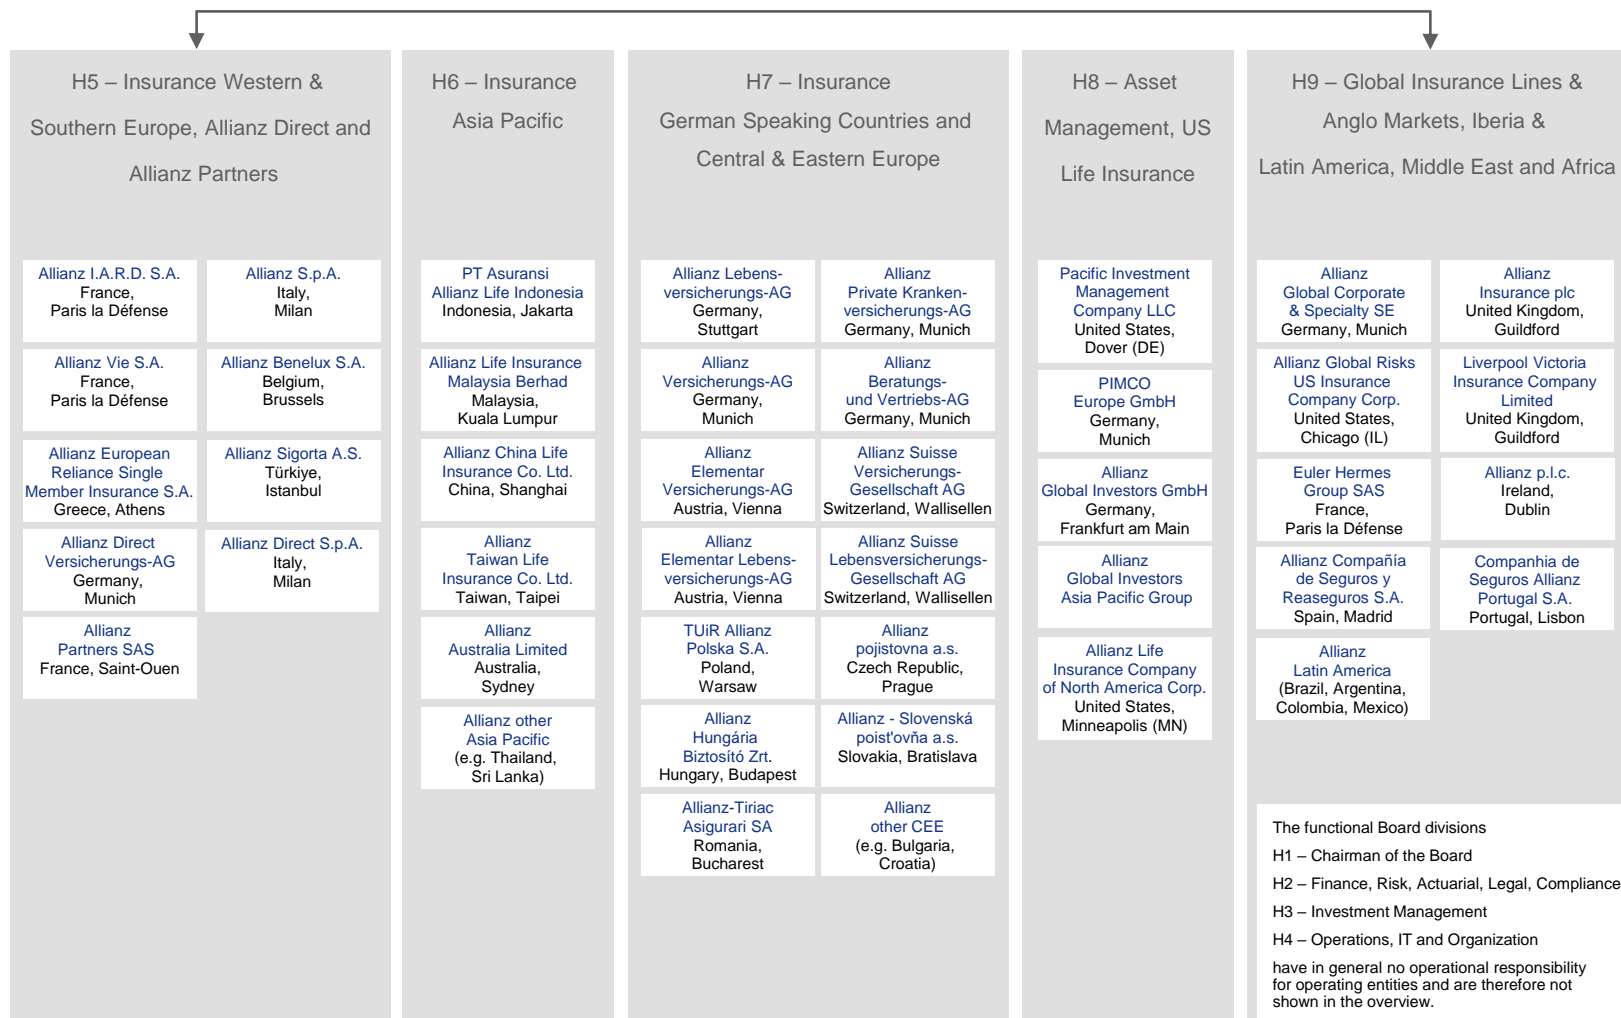 H5 – Insurance Western &
Southern Europe, Allianz Direct and
Allianz Partners
Allianz I.A.R.D. S.A.
France,
Paris la Défense
Allianz S.p.A.
Italy,
Milan
Allianz Vie S.A.
France,
Paris la Défense
Allianz Benelux S.A.
Belgium,
Brussels
Allianz European
Reliance Single
Member Insurance S.A.
Greece, Athens
Allianz Sigorta A.S.
Türkiye,
Istanbul
Allianz Direct
Versicherungs-AG
Germany,
Munich
Allianz Direct S.p.A.
Italy,
Milan
Allianz
Partners SAS
France, Saint-Ouen
H6 – Insurance
Asia Pacific
PT Asuransi
Allianz Life Indonesia
Indonesia, Jakarta
Allianz Life Insurance
Malaysia Berhad
Malaysia,
Kuala Lumpur
Allianz China Life
Insurance Co. Ltd.
China, Shanghai
Allianz
Taiwan Life
Insurance Co. Ltd.
Taiwan, Taipei
Allianz
Australia Limited
Australia,
Sydney
Allianz other
Asia Pacific
(e.g. Thailand,
Sri Lanka)
H7 – Insurance
German Speaking Countries and
Central & Eastern Europe
Allianz Lebens-
versicherungs-AG
Germany,
Stuttgart
Allianz
Private Kranken-
versicherungs-AG
Germany, Munich
Allianz
Versicherungs-AG
Germany,
Munich
Allianz
Beratungs-
und Vertriebs-AG
Germany, Munich
Allianz
Elementar
Versicherungs-AG
Austria, Vienna
Allianz Suisse
Versicherungs-
Gesellschaft AG
Switzerland, Wallisellen
Allianz
Elementar Lebens-
versicherungs-AG
Austria, Vienna
Allianz Suisse
Lebensversicherungs-
Gesellschaft AG
Switzerland, Wallisellen
TUiR Allianz
Polska S.A.
Poland,
Warsaw
Allianz
pojistovna a.s.
Czech Republic,
Prague
Allianz
Hungária
Biztosító Zrt.
Hungary, Budapest
Allianz - Slovenská
poist'ovňa a.s.
Slovakia, Bratislava
Allianz-Tiriac
Asigurari SA
Romania,
Bucharest
Allianz
other CEE
(e.g. Bulgaria,
Croatia)
H8 – Asset
Management, US
Life Insurance
Pacific Investment
Management
Company LLC
United States,
Dover (DE)
PIMCO
Europe GmbH
Germany,
Munich
Allianz
Global Investors GmbH
Germany,
Frankfurt am Main
Allianz
Global Investors
Asia Pacific Group
Allianz Life
Insurance Company
of North America Corp.
United States,
Minneapolis (MN)
H9 – Global Insurance Lines &
Anglo Markets, Iberia &
Latin America, Middle East and Africa
Allianz
Global Corporate
& Specialty SE
Germany, Munich
Allianz
Insurance plc
United Kingdom,
Guildford
Allianz Global Risks
US Insurance
Company Corp.
United States,
Chicago (IL)
Liverpool Victoria
Insurance Company
Limited
United Kingdom,
Guildford
Euler Hermes
Group SAS
France,
Paris la Défense
Allianz p.l.c.
Ireland,
Dublin
Allianz Compañía
de Seguros y
Reaseguros S.A.
Spain, Madrid
Companhia de
Seguros Allianz
Portugal S.A.
Portugal, Lisbon
Allianz
Latin America
(Brazil, Argentina,
Colombia, Mexico)
The functional Board divisions
H1 – Chairman of the Board
H2 – Finance, Risk, Actuarial, Legal, Compliance
H3 – Investment Management
H4 – Operations, IT and Organization
have in general no operational responsibility
for operating entities and are therefore not
shown in the overview.